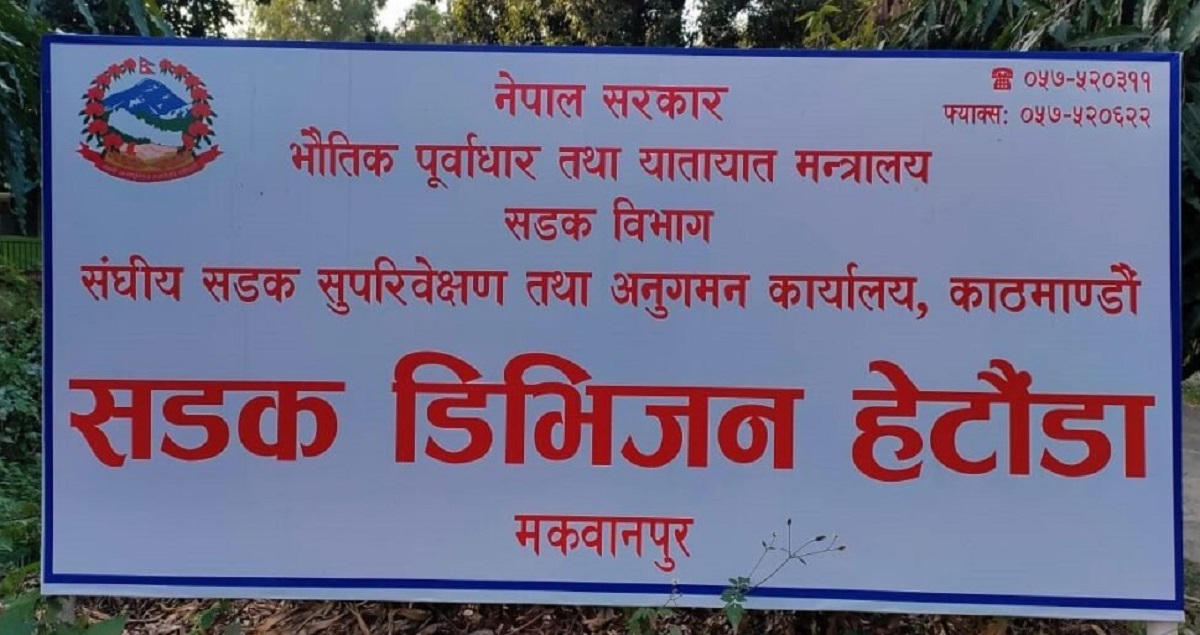 नेपाल सरकार
☎ ०५७-५२०३११
फ्याक्स: ०५७-५२०६२२
भौतिक पूर्वाधार तथा यातायात मन्त्रालय
सडक विभाग
संघीय सडक सुपरिवेक्षण तथा अनुगमन कार्यालय, काठमाण्डौं
सडक डिभिजन हेटौंडा
मकवानपुर